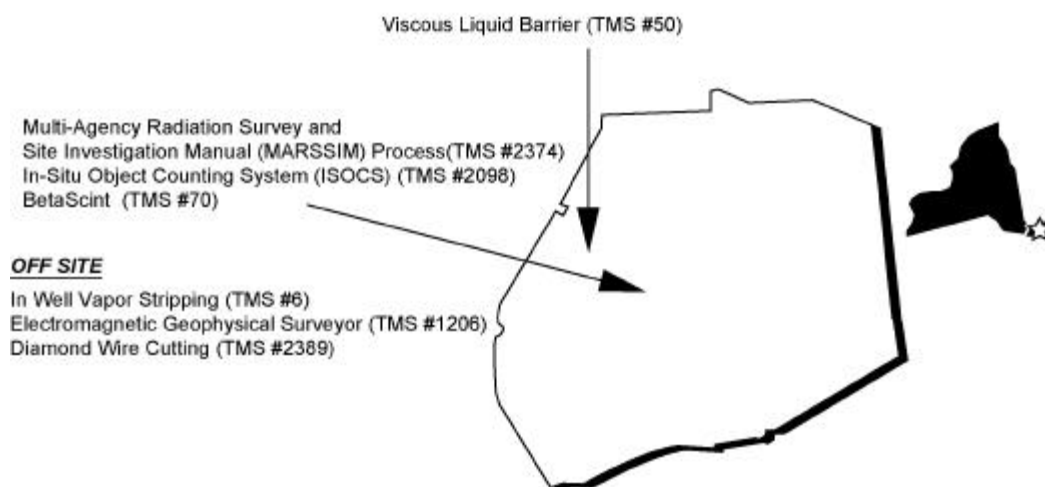 Viscous Liquid Barrier (TMS #50)
Multi-Agency Radiation Survey and
Site Investigation Manual (MARSSIM) Process(TMS #2374)
In-Situ Object Counting System (ISOCS) (TMS #2098)
BetaScint (TMS #70)
OFF SITE
In Well Vapor Stripping (TMS #6)
Electromagnetic Geophysical Surveyor (TMS #1206)
Diamond Wire Cutting (TMS #2389)